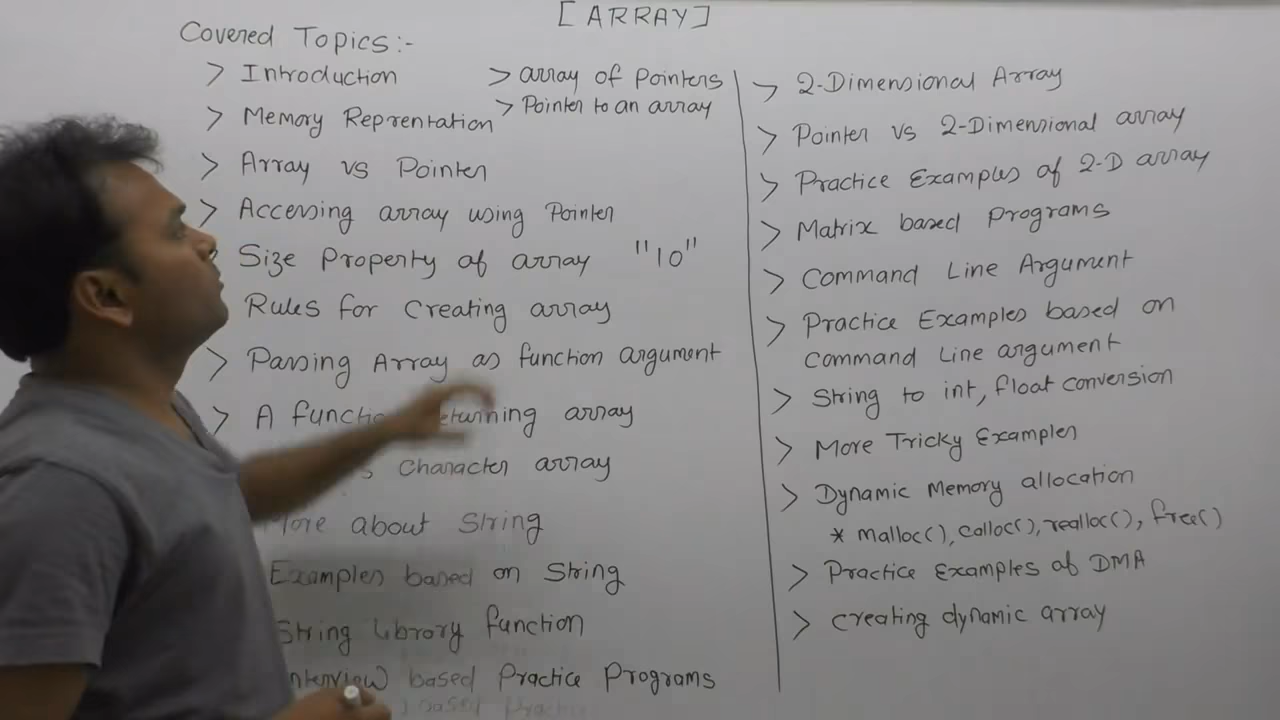 [ARRAY]
Covered Topics:-
> Introduction
> Memory Reprentation
> Array vs Pointer
> Accessing array using Pointer
Size Property of array "10"
Rules for Creating array
> Passing Array as function argument
> A function returning array
Character array
More about String
Examples based on String
String library function
Interview based Practice Programs
> array of Pointers
> Pointer to an array
> 2-Dimensional Array
> Pointer vs 2-Dimensional array
> Practice Examples of 2-D array
> Matrix based Programs
> Command Line Argument
> Practice Examples based on
Command Line argument
> String to int, float conversion
> More Tricky Examples
> Dynamic Memory allocation
* malloc(), calloc(), realloc(), free()
> Practice Examples of DMA
> creating dynamic array